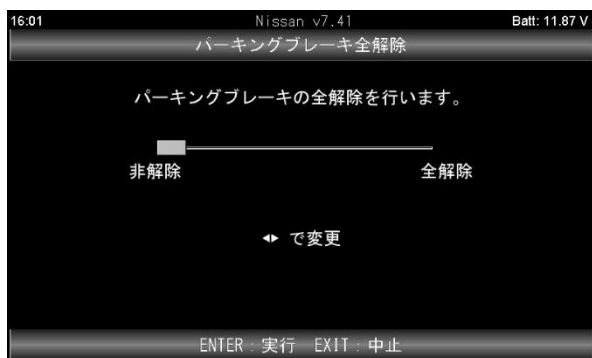 16:01 Nissan v7.41 Batt: 11.87 V
パーキングブレーキ全解除
パーキングブレーキの全解除を行います。
非解除 全解除
◂▸ で変更
ENTER：実行 EXIT：中止